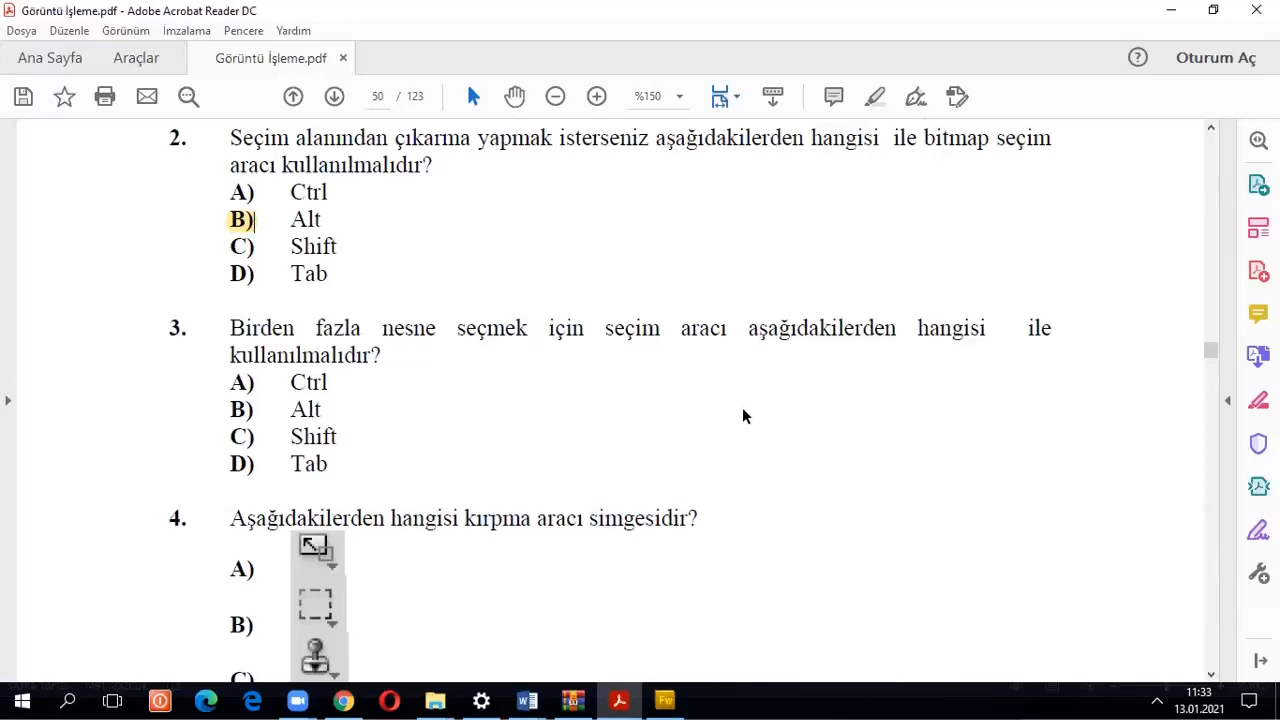 Görüntü İşleme.pdf - Adobe Acrobat Reader DC
Dosya Düzenle Görünüm İmzalama Pencere Yardım
Ana Sayfa Araçlar Görüntü İşleme.pdf × ? Oturum Aç
50 / 123 %150
2. Seçim alanından çıkarma yapmak isterseniz aşağıdakilerden hangisi ile bitmap seçim
aracı kullanılmalıdır?
A) Ctrl
B) Alt
C) Shift
D) Tab
3. Birden fazla nesne seçmek için seçim aracı aşağıdakilerden hangisi ile
kullanılmalıdır?
A) Ctrl
B) Alt
C) Shift
D) Tab
4. Aşağıdakilerden hangisi kırpma aracı simgesidir?
A)
B)
C)
Fw
11:33
13.01.2021